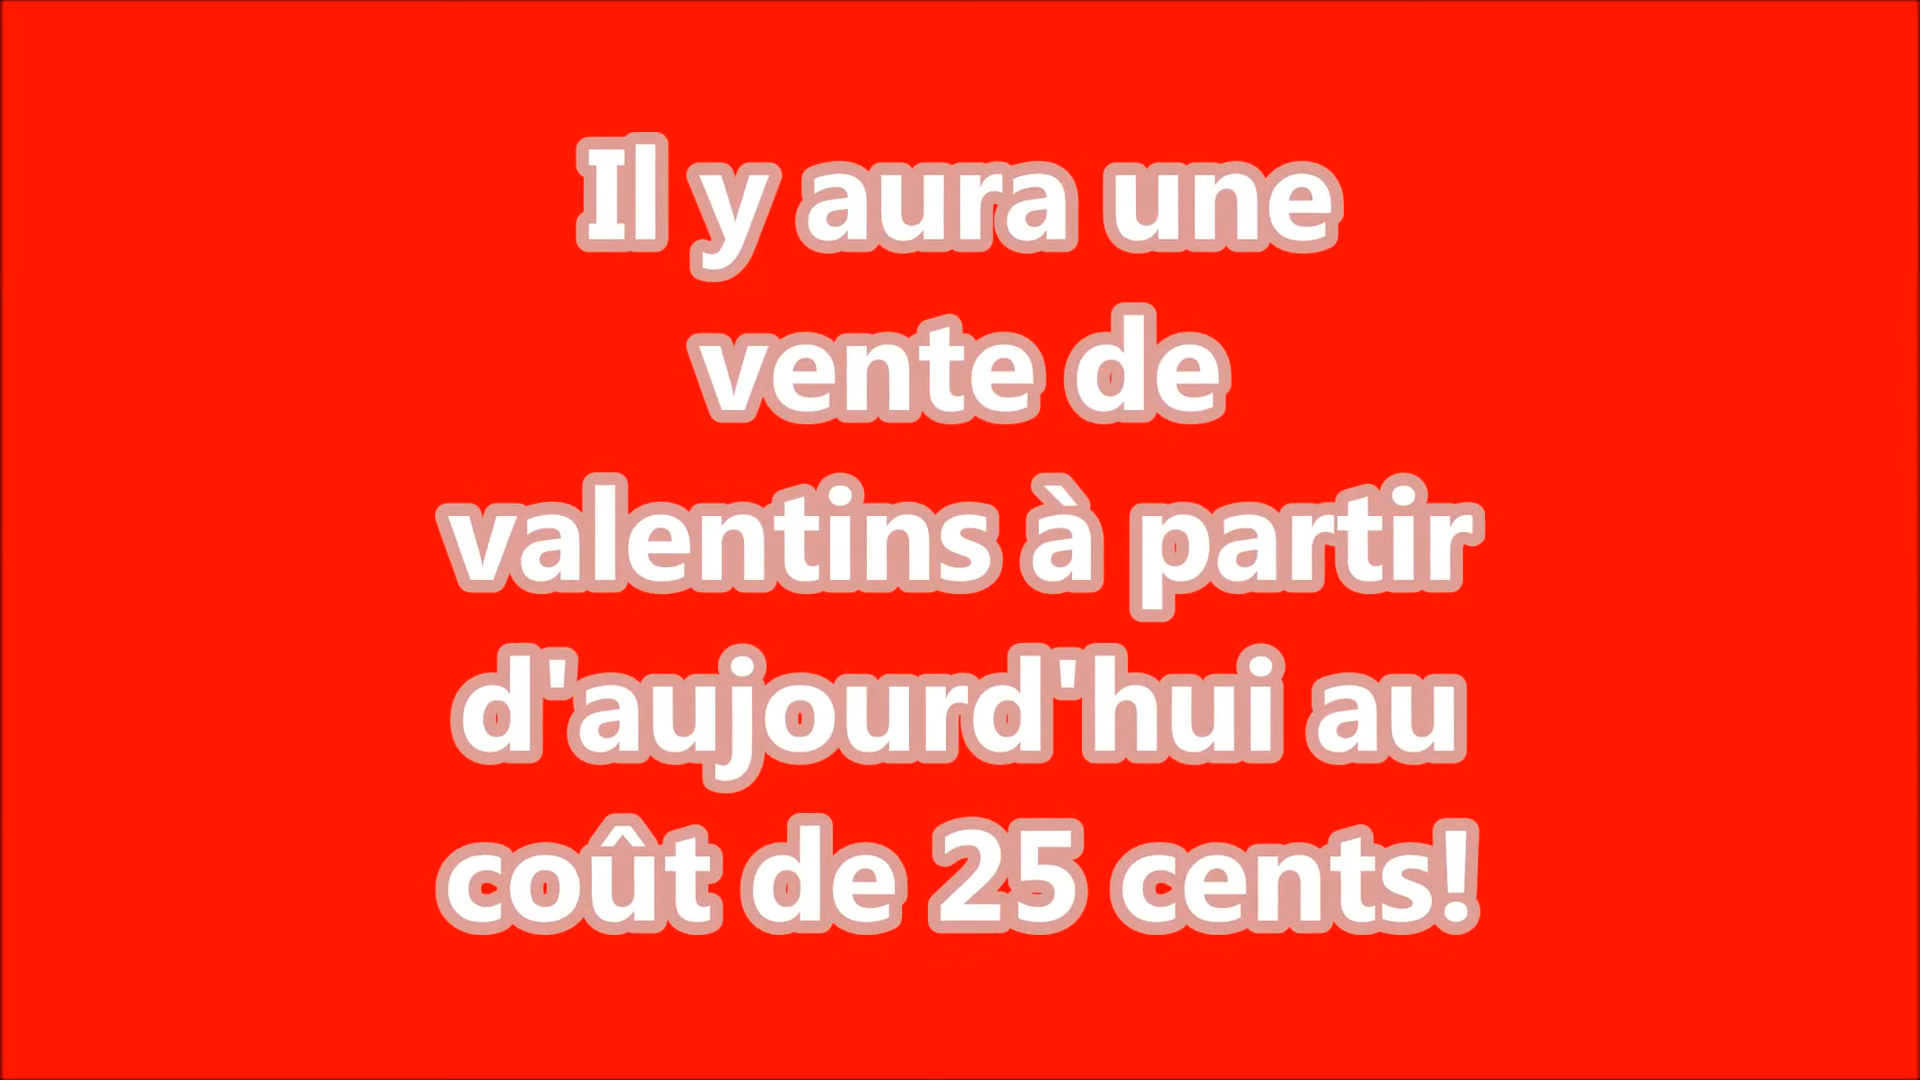 Il y aura une
vente de
valentins à partir
d'aujourd'hui au
coût de 25 cents!